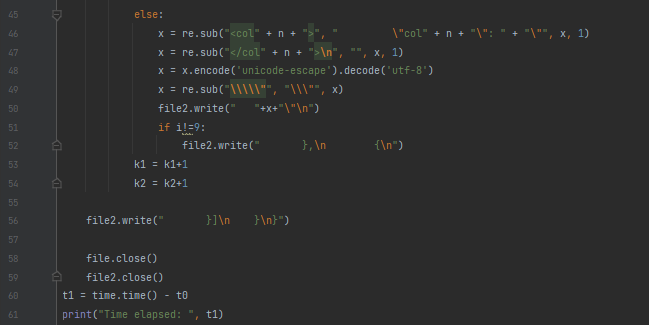 45 else:
46 x = re.sub("<col" + n + ">", "         \"col" + n + "\": " + "\"", x, 1)
47 x = re.sub("</col" + n + ">\n", "", x, 1)
48 x = x.encode('unicode-escape').decode('utf-8')
49 x = re.sub("\\\\\"", "\\\"", x)
50 file2.write("   "+x+"\"\n")
51 if i!=9:
52 file2.write("       },\n        {\n")
53 k1 = k1+1
54 k2 = k2+1
55
56 file2.write("       }]\n    }\n}")
57
58 file.close()
59 file2.close()
60 t1 = time.time() - t0
61 print("Time elapsed: ", t1)